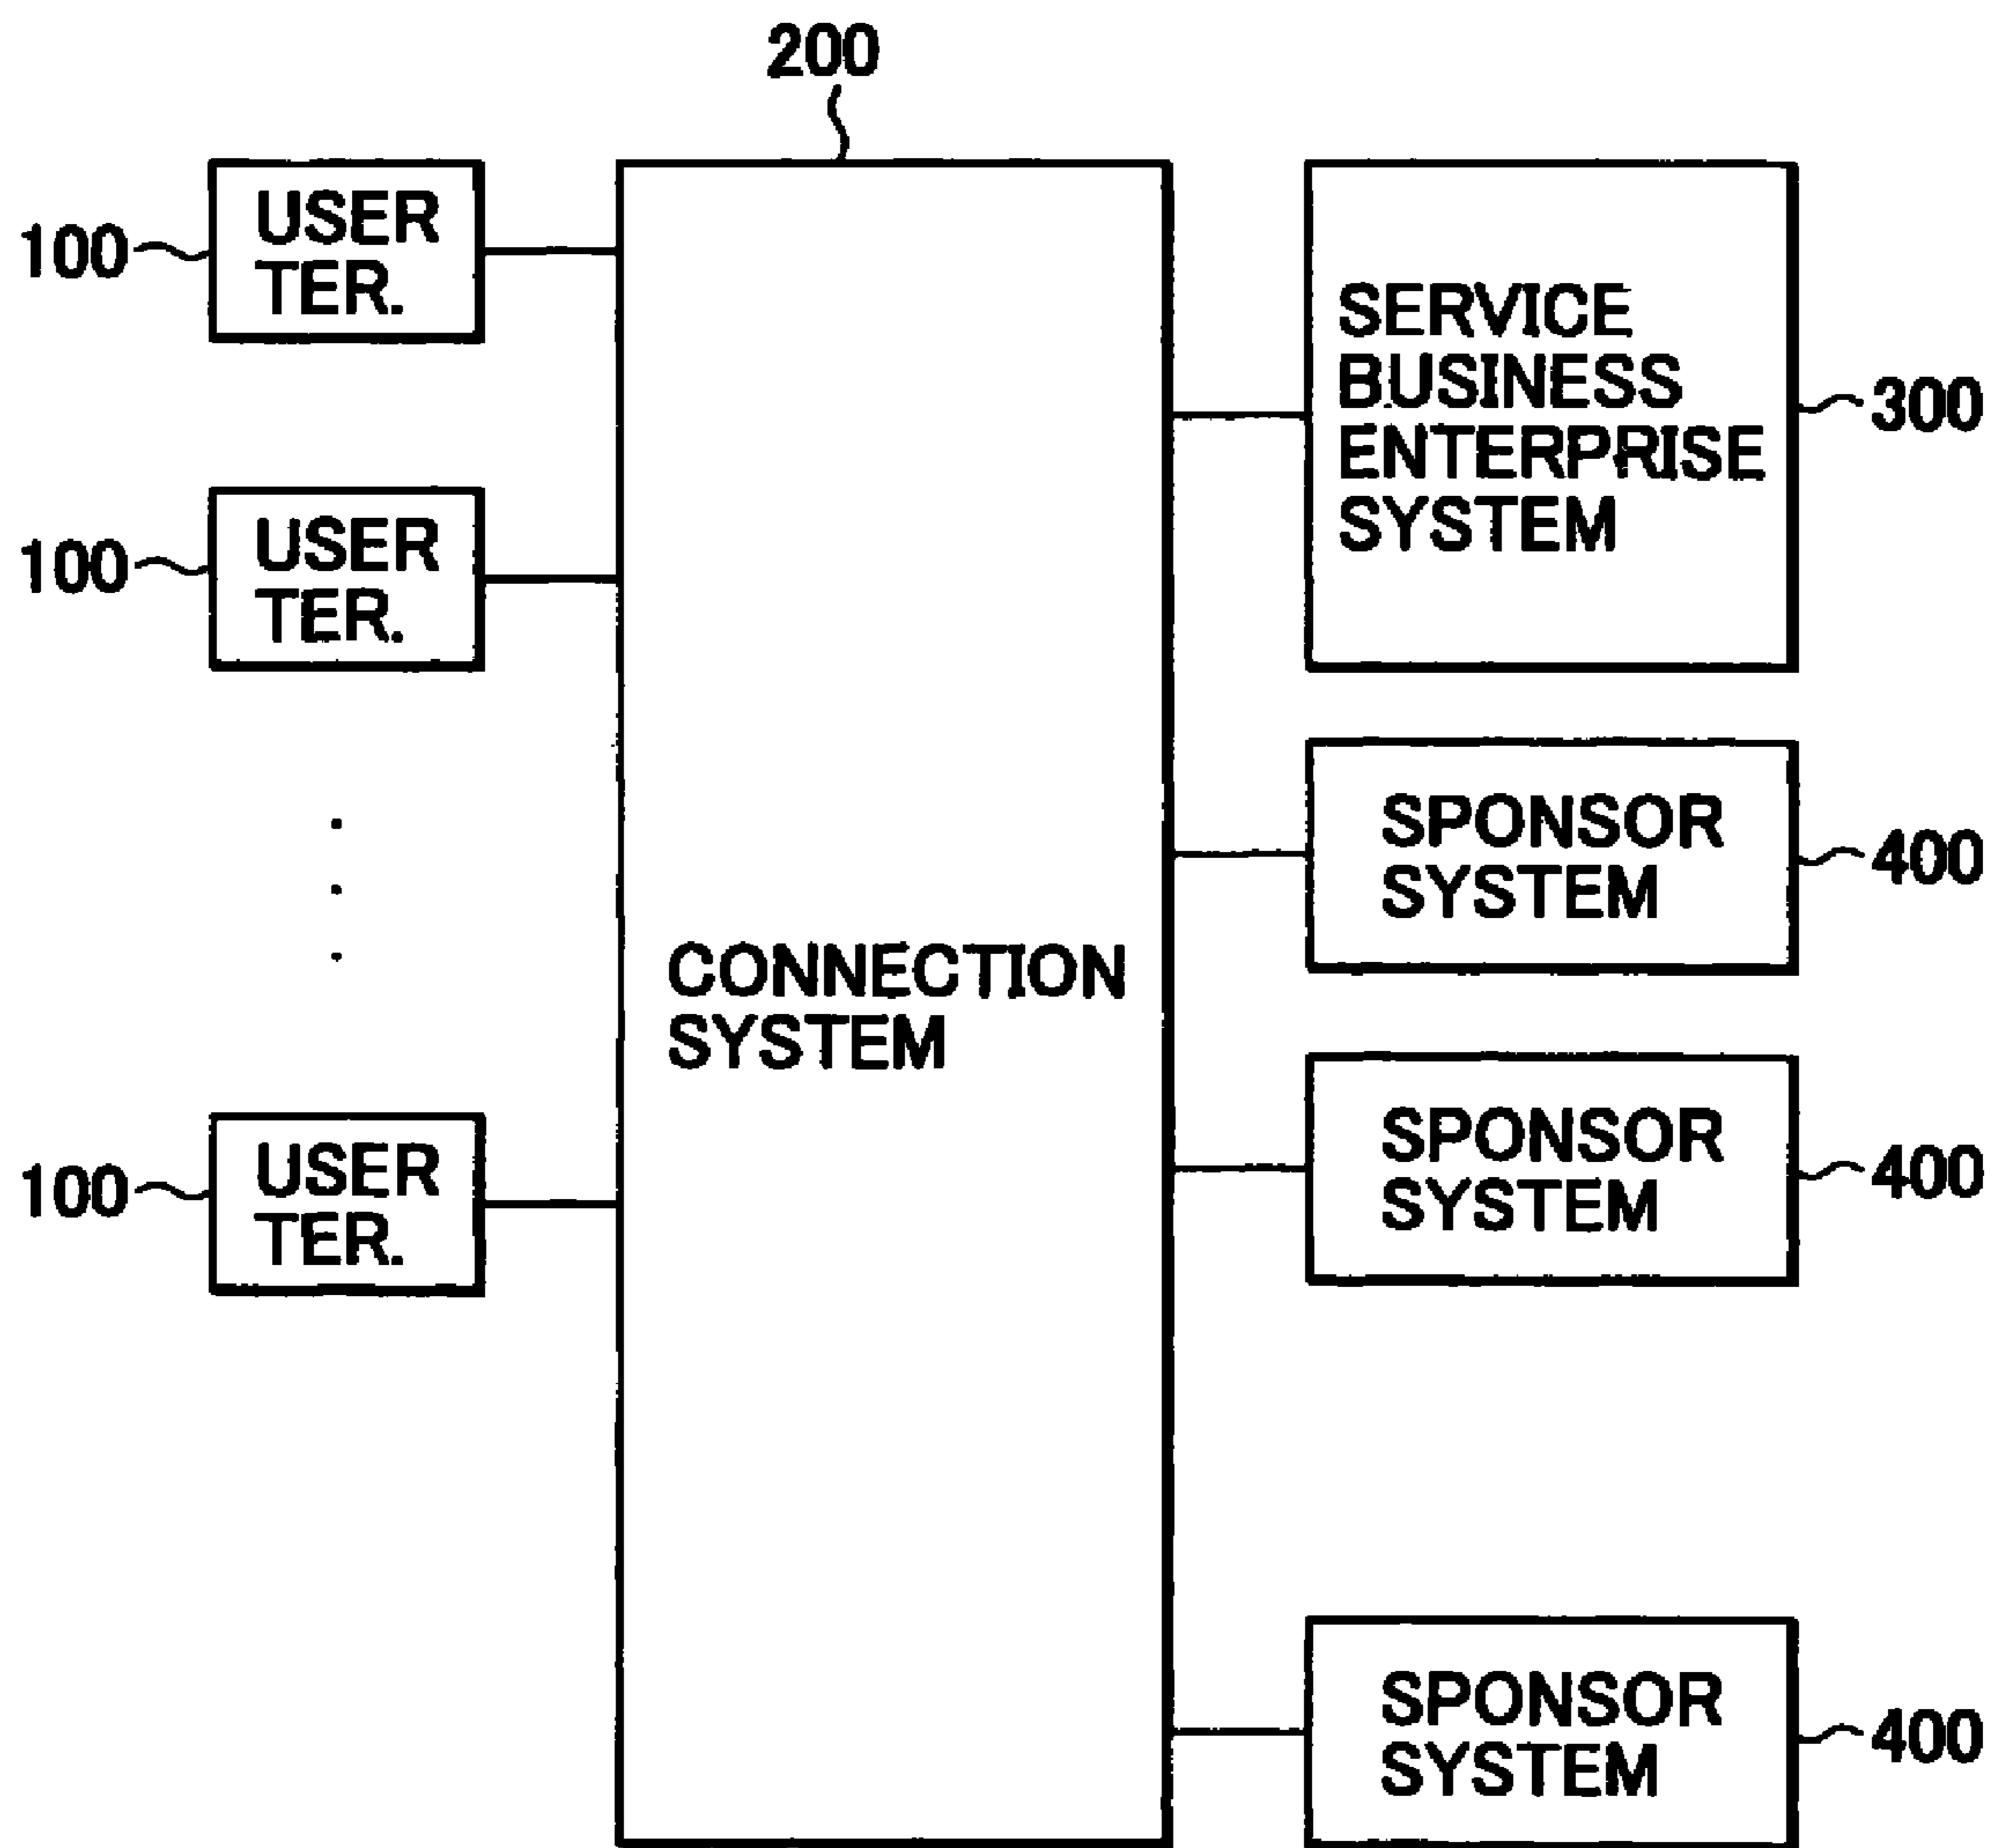 200
100
USER
TER.
100
USER
TER.
100
USER
TER.
CONNECTION
SYSTEM
SERVICE
BUSINESS
ENTERPRISE
SYSTEM
300
SPONSOR
SYSTEM
400
SPONSOR
SYSTEM
400
SPONSOR
SYSTEM
400